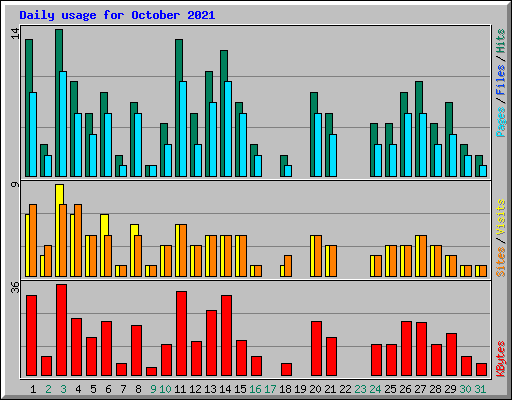 Daily usage for October 2021
14
Pages / Files / Hits
9
Sites / Visits
36
KBytes
1 2 3 4 5 6 7 8 9 10 11 12 13 14 15 16 17 18 19 20 21 22 23 24 25 26 27 28 29 30 31